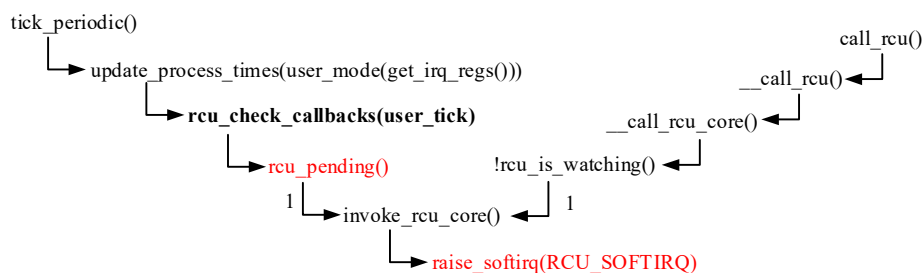 tick_periodic()
call_rcu()
update_process_times(user_mode(get_irq_regs()))
__call_rcu()
rcu_check_callbacks(user_tick)
__call_rcu_core()
rcu_pending()
!rcu_is_watching()
1
1
invoke_rcu_core()
raise_softirq(RCU_SOFTIRQ)